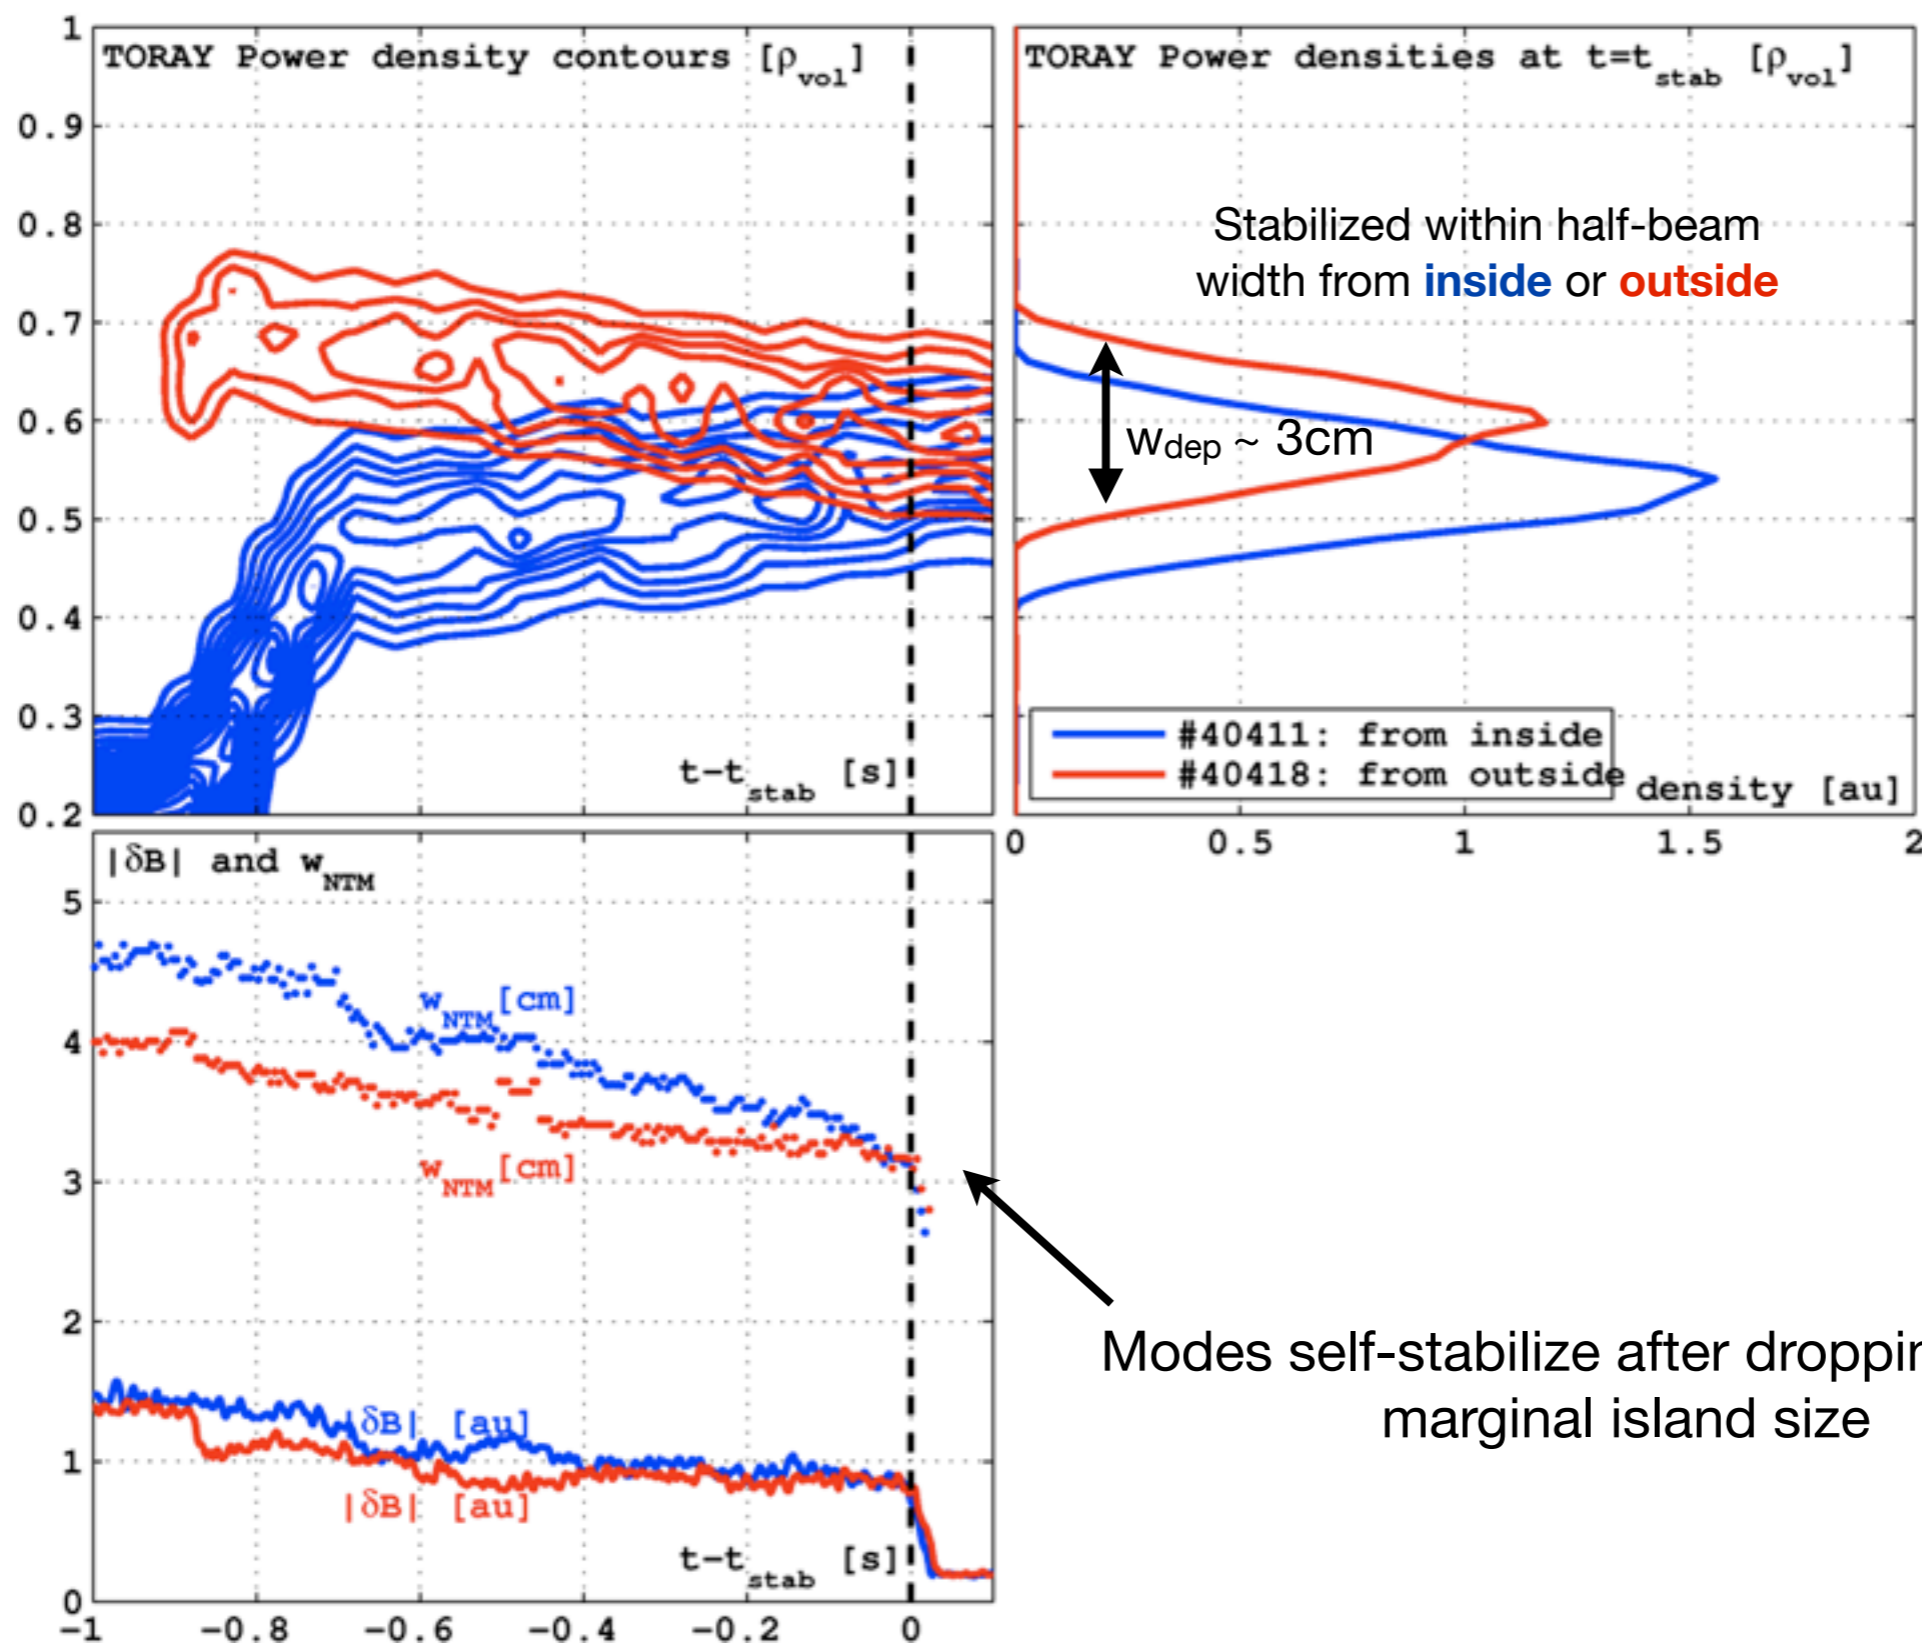 TORAY Power density contours [ρvol]
1
0.9
0.8
0.7
0.6
0.5
0.4
0.3
0.2
t-tstab [s]
TORAY Power densities at t=tstab [ρvol]
Stabilized within half-beam
width from inside or outside
wdep ~ 3cm
#40411: from inside
#40418: from outside
density [au]
0 0.5 1 1.5 2
|δB| and wNTM
5
4
3
2
1
0
wNTM[cm]
wNTM[cm]
|δB| [au]
|δB| [au]
t-tstab [s]
-1 -0.8 -0.6 -0.4 -0.2 0
Modes self-stabilize after
marginal island size